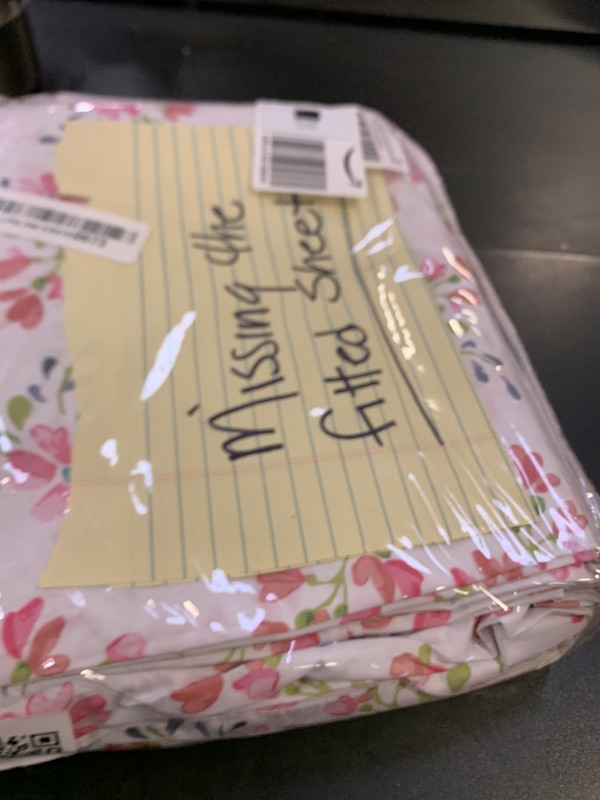 Missing the
fitted sheet